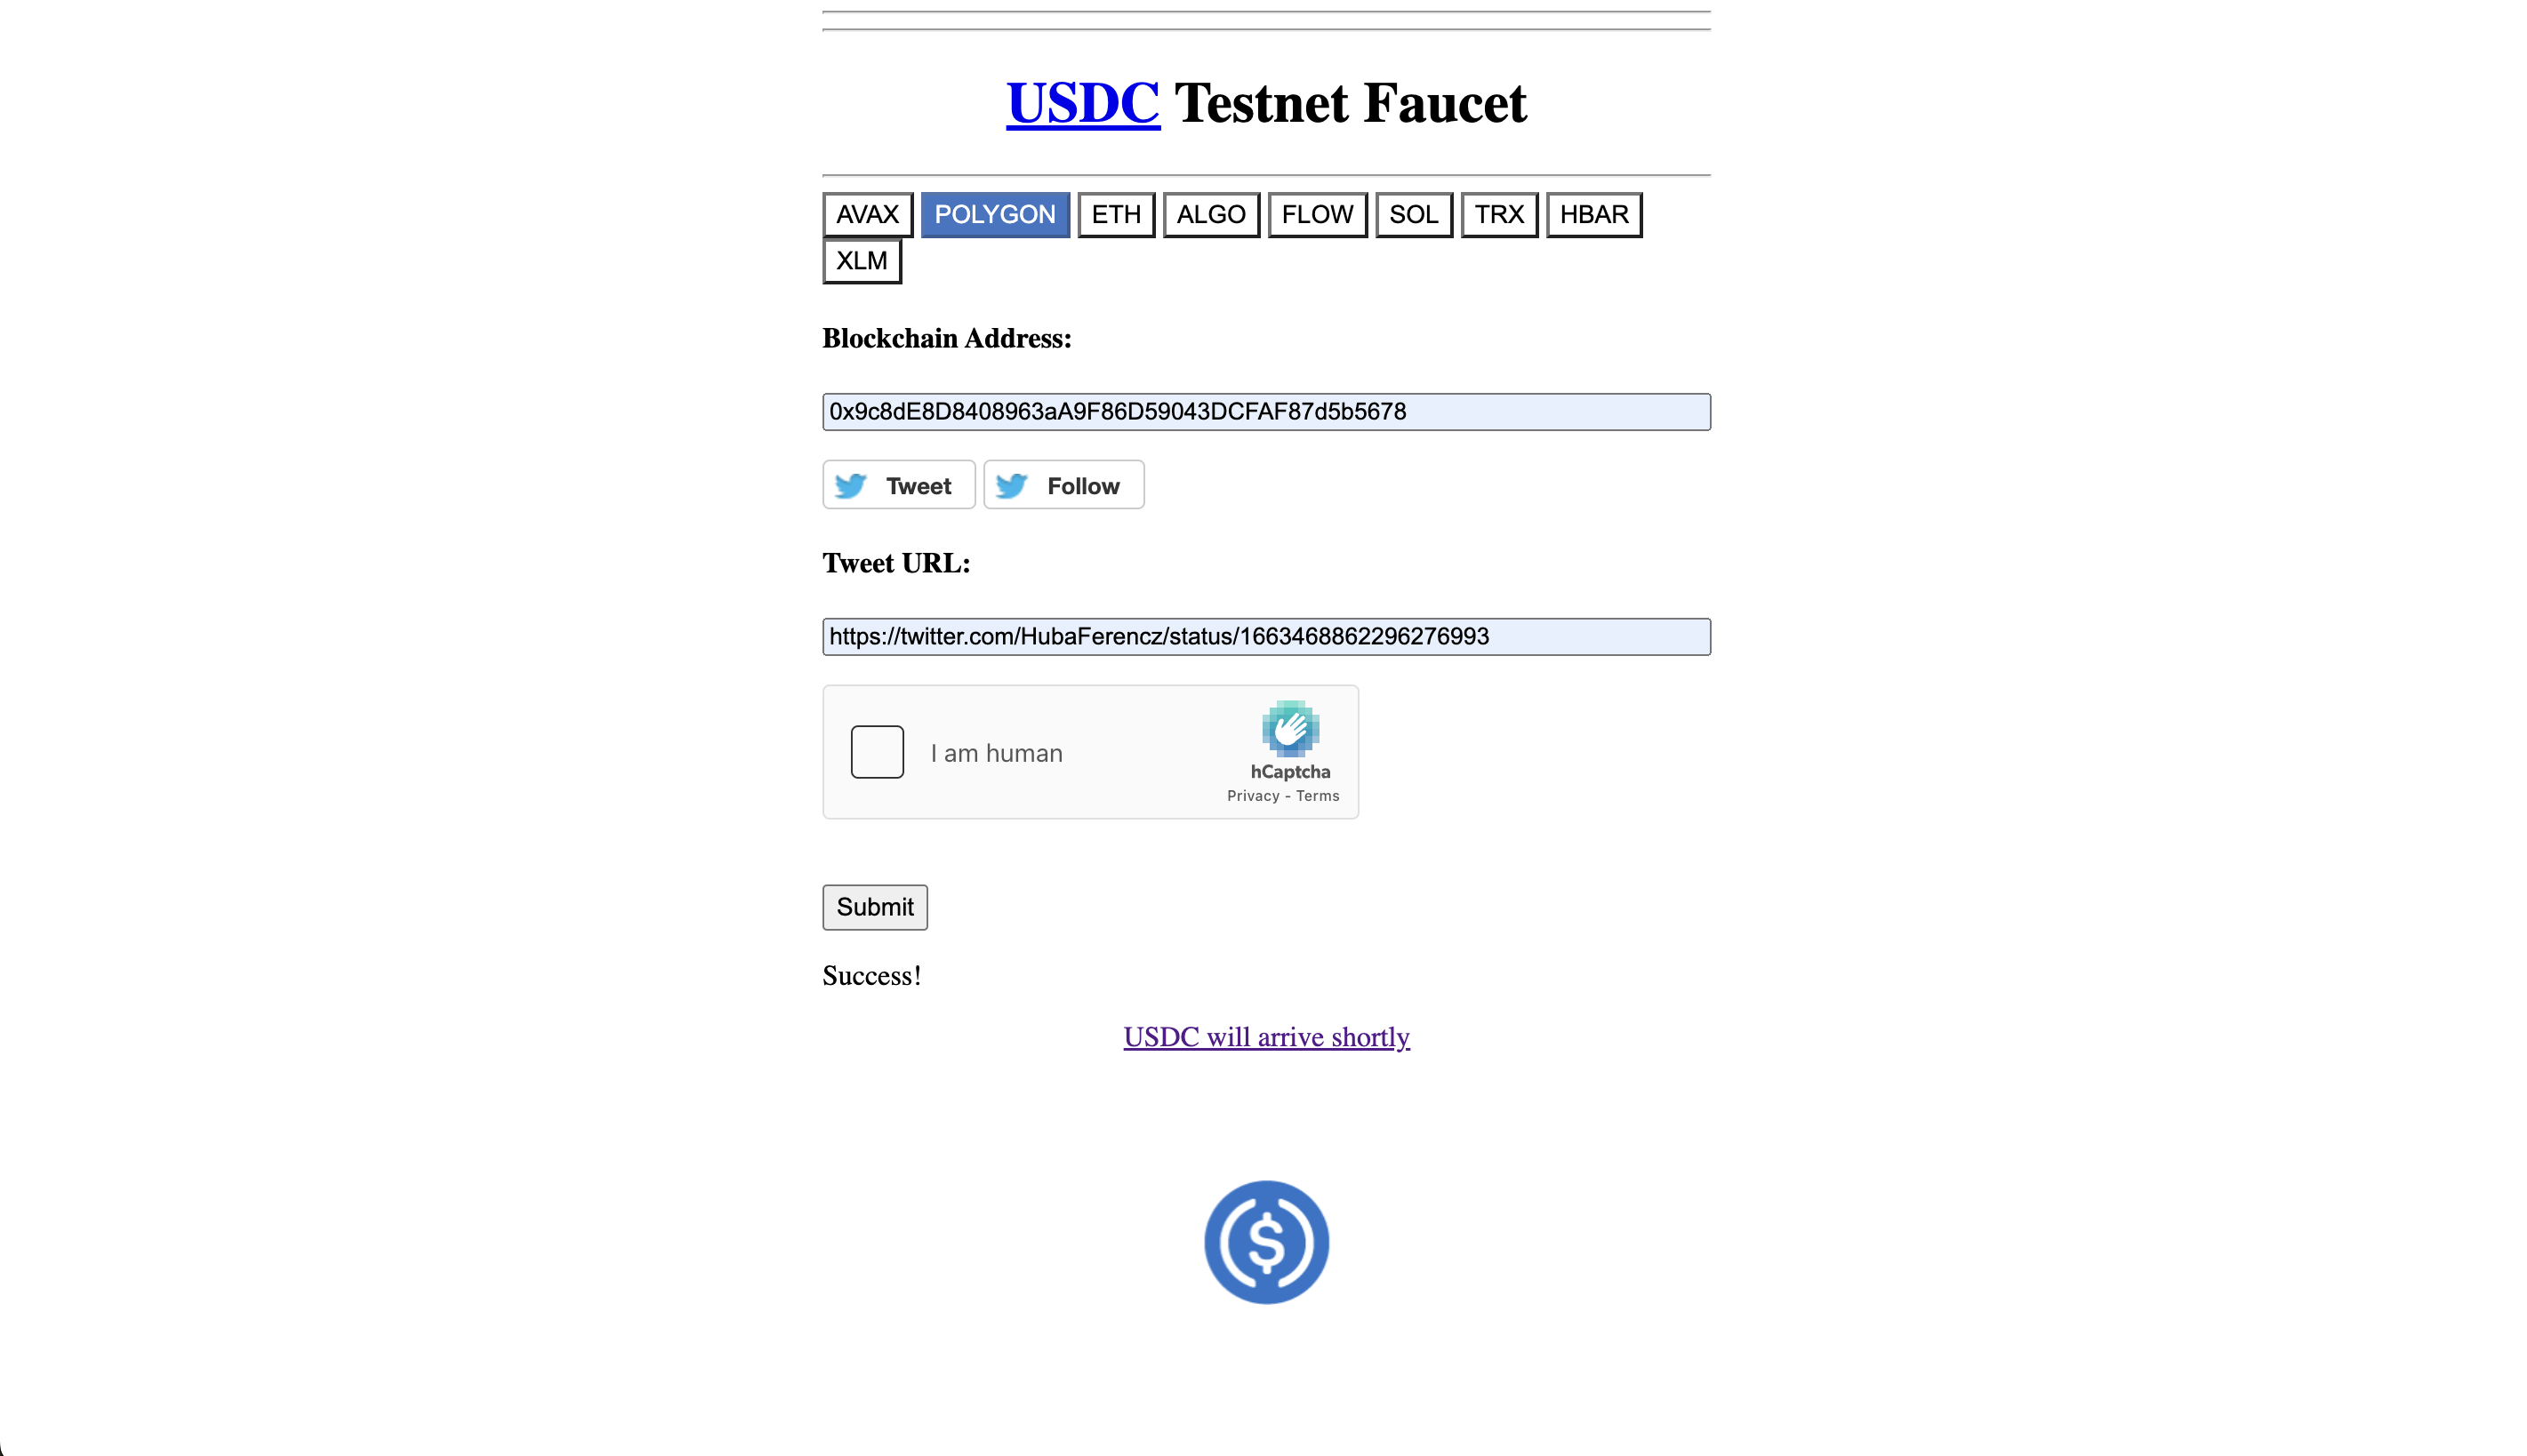 USDC Testnet Faucet
AVAX POLYGON ETH ALGO FLOW SOL TRX HBAR
XLM
Blockchain Address:
0x9c8dE8D8408963aA9F86D59043DCFAF87d5b5678
Tweet Follow
Tweet URL:
https://twitter.com/HubaFerencz/status/1663468862296276993
I am human
hCaptcha
Privacy - Terms
Submit
Success!
USDC will arrive shortly
$